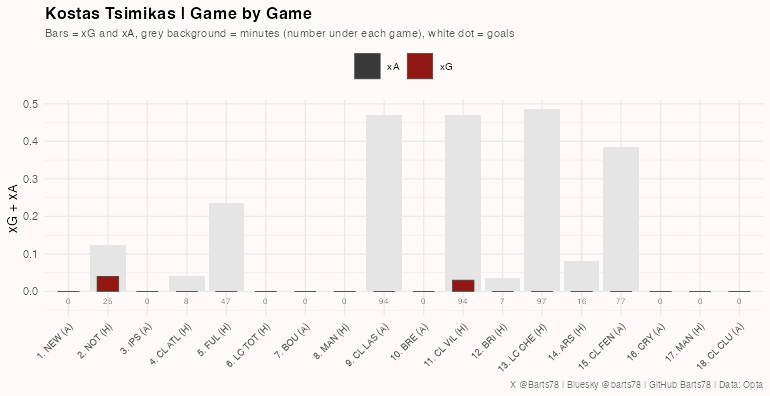 Kostas Tsimikas | Game by Game
Bars = xG and xA, grey background = minutes (number under each game), white dot = goals
xA xG
xG + xA
0.5
0.4
0.3
0.2
0.1
0.0
0 25 0 8 47 0 0 0 94 0 94 7 97 16 77 0 0 0
1. NEW (A)
2. NOT (H)
3. IPS (A)
4. CL ATL (H)
5. FUL (H)
6. LC TOT (H)
7. BOU (A)
8. MAN (H)
9. CL LAS (A)
10. BRE (A)
11. CL VIL (H)
12. BRI (H)
13. LC CHE (H)
14. ARS (H)
15. CL FEN (A)
16. CRY (A)
17. MAN (H)
18. CL CLU (A)
X @Barts78 | Bluesky @barts78 | GitHub Barts78 | Data: Opta